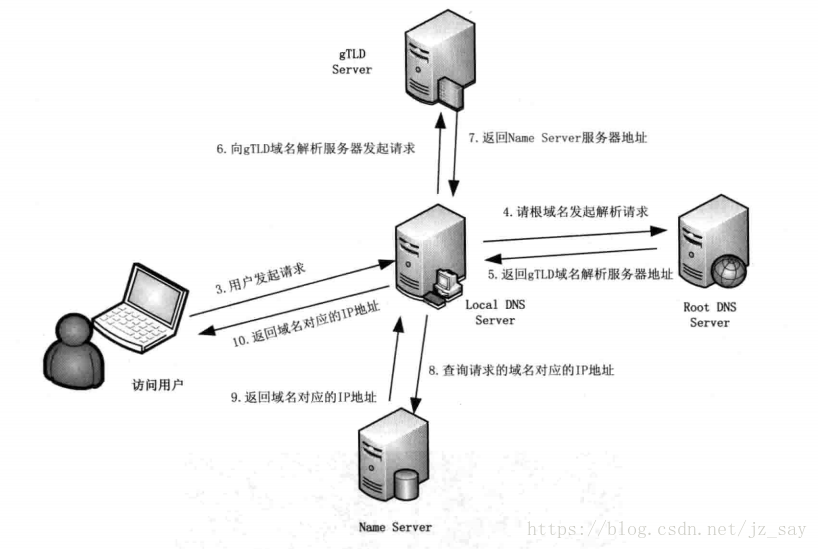 gTLD
Server
6.向gTLD域名解析服务器发起请求
7.返回Name Server服务器地址
4.请根域名发起解析请求
5.返回gTLD域名解析服务器地址
Root DNS
Server
3.用户发起请求
Local DNS
Server
10.返回域名对应的IP地址
访问用户
8.查询请求的域名对应的IP地址
9.返回域名对应的IP地址
Name Server
https://blog.csdn.net/jz_say